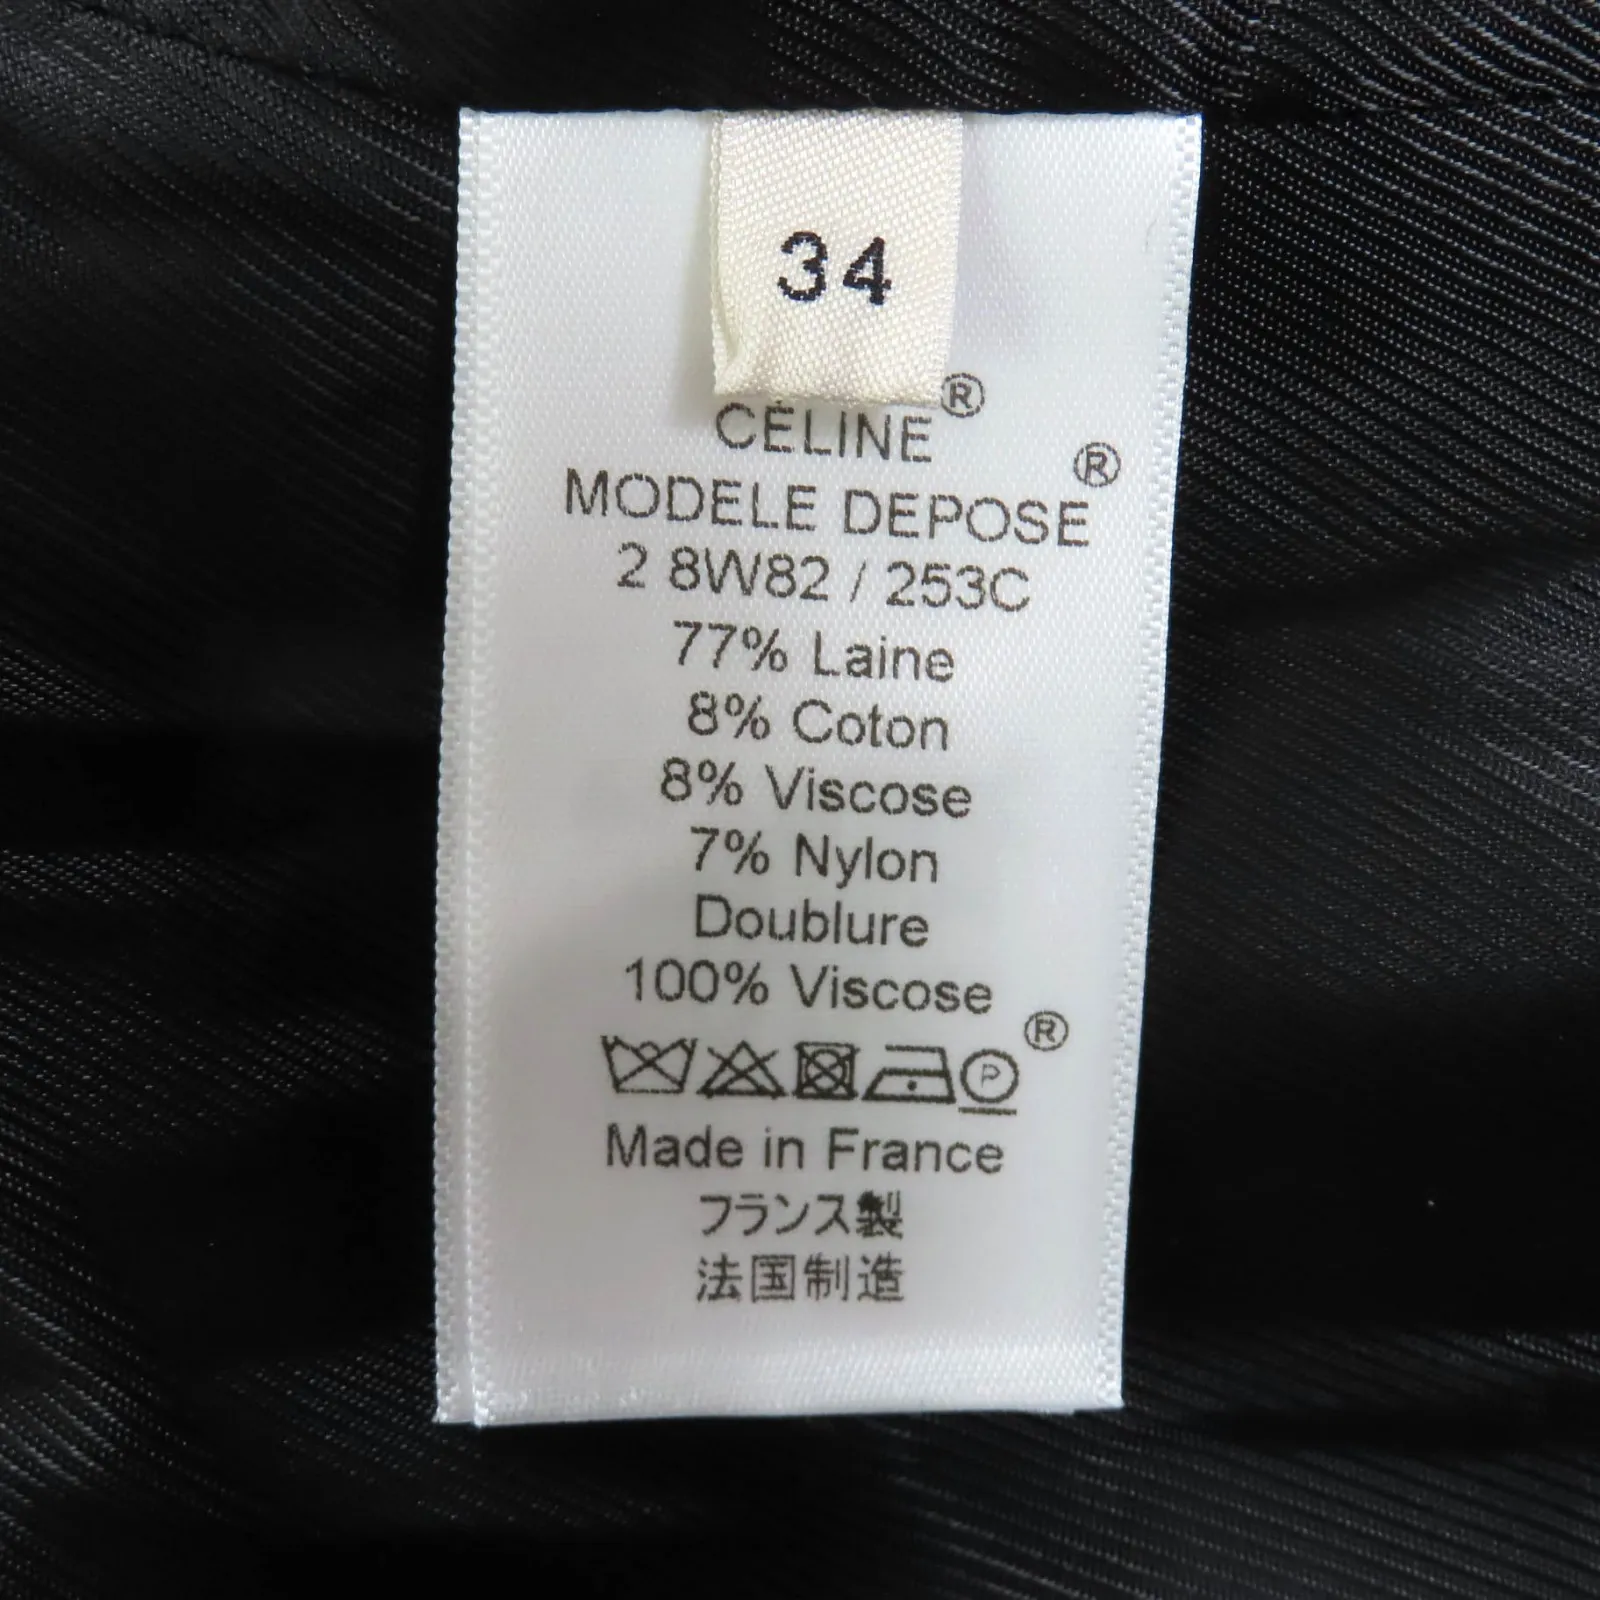 34
CÉLINE®
MODELE DEPOSE®
2 8W82 / 253C
77% Laine
8% Coton
8% Viscose
7% Nylon
Doublure
100% Viscose
P ®
Made in France
フランス製
法国制造